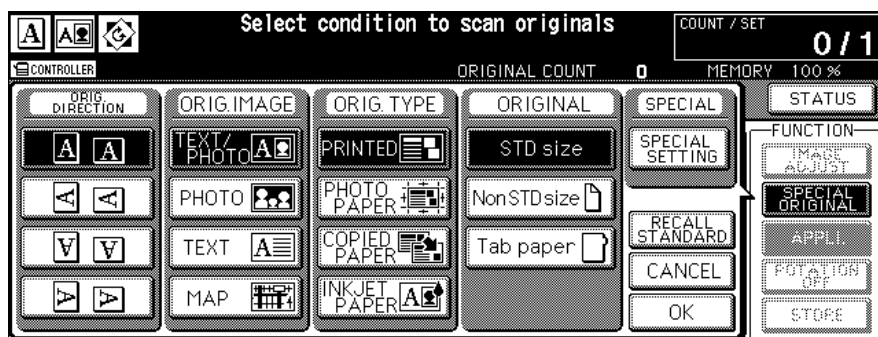 A A Select condition to scan originals COUNT / SET
0 / 1
CONTROLLER ORIGINAL COUNT 0 MEMORY 100 %
ORIG.
DIRECTION
A A
A A
A A
A A
ORIG.IMAGE
TEXT/
PHOTO A
PHOTO
TEXT A
MAP
ORIG. TYPE
PRINTED
PHOTO
PAPER
COPIED
PAPER
INKJET
PAPER A
ORIGINAL
STD size
NonSTDsize
Tab paper
SPECIAL
SPECIAL
SETTING
RECALL
STANDARD
CANCEL
OK
STATUS
FUNCTION
IMAGE
ADJUST
SPECIAL
ORIGINAL
APPLI.
ROTATION
OFF
STORE